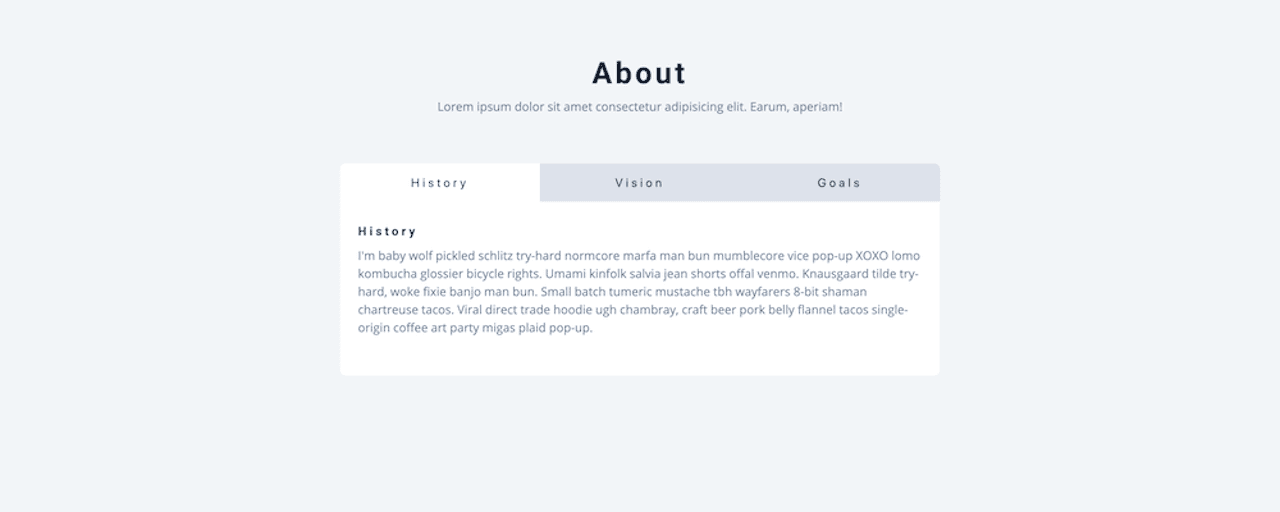 About
Lorem ipsum dolor sit amet consectetur adipisicing elit. Earum, aperiam!
History Vision Goals
History
I'm baby wolf pickled schlitz try-hard normcore marfa man bun mumblecore vice pop-up XOXO lomo
kombucha glossier bicycle rights. Umami kinfolk salvia jean shorts offal venmo. Knausgaard tilde try-
hard, woke fixie banjo man bun. Small batch tumeric mustache tbh wayfarers 8-bit shaman
chartreuse tacos. Viral direct trade hoodie ugh chambray, craft beer pork belly flannel tacos single-
origin coffee art party migas plaid pop-up.